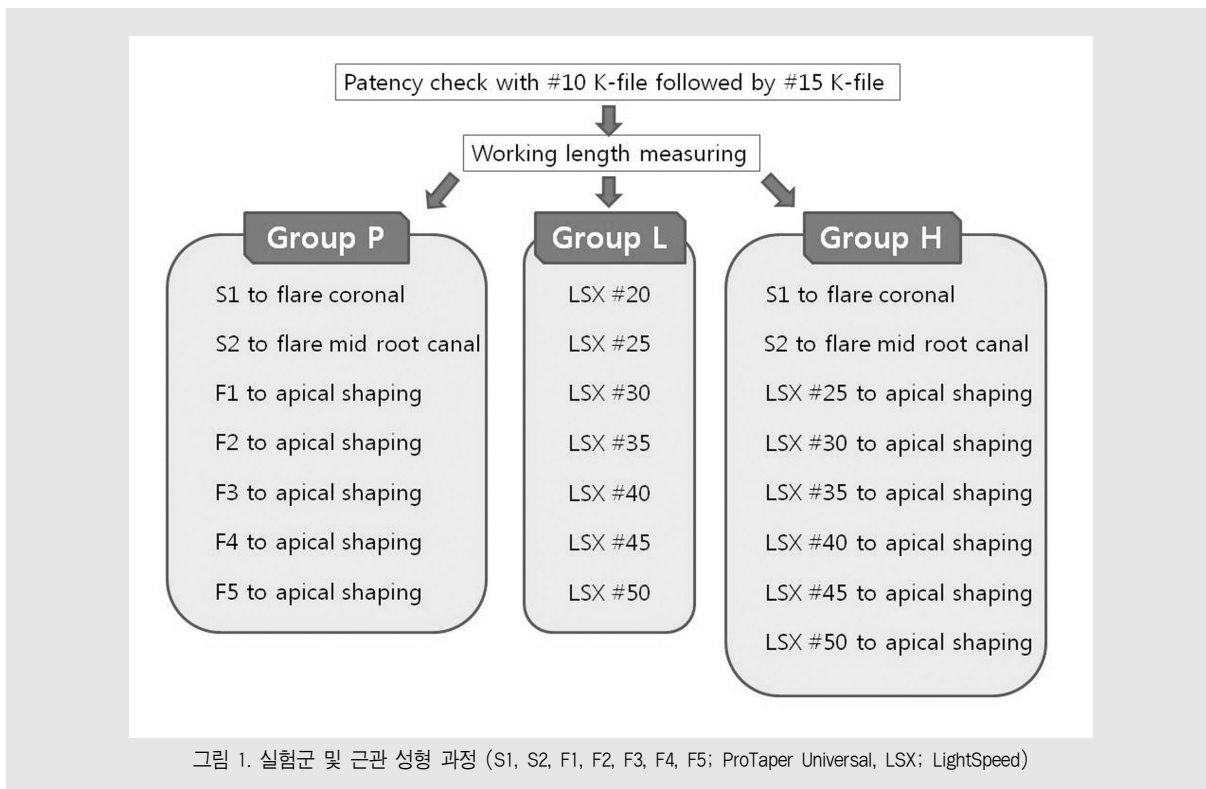 Patency check with #10 K-file followed by #15 K-file
Working length measuring
Group P
S1 to flare coronal
S2 to flare mid root canal
F1 to apical shaping
F2 to apical shaping
F3 to apical shaping
F4 to apical shaping
F5 to apical shaping
Group L
LSX #20
LSX #25
LSX #30
LSX #35
LSX #40
LSX #45
LSX #50
Group H
S1 to flare coronal
S2 to flare mid root canal
LSX #25 to apical shaping
LSX #30 to apical shaping
LSX #35 to apical shaping
LSX #40 to apical shaping
LSX #45 to apical shaping
LSX #50 to apical shaping
그림 1. 실험군 및 근관 성형 과정 (S1, S2, F1, F2, F3, F4, F5; ProTaper Universal, LSX; LightSpeed)